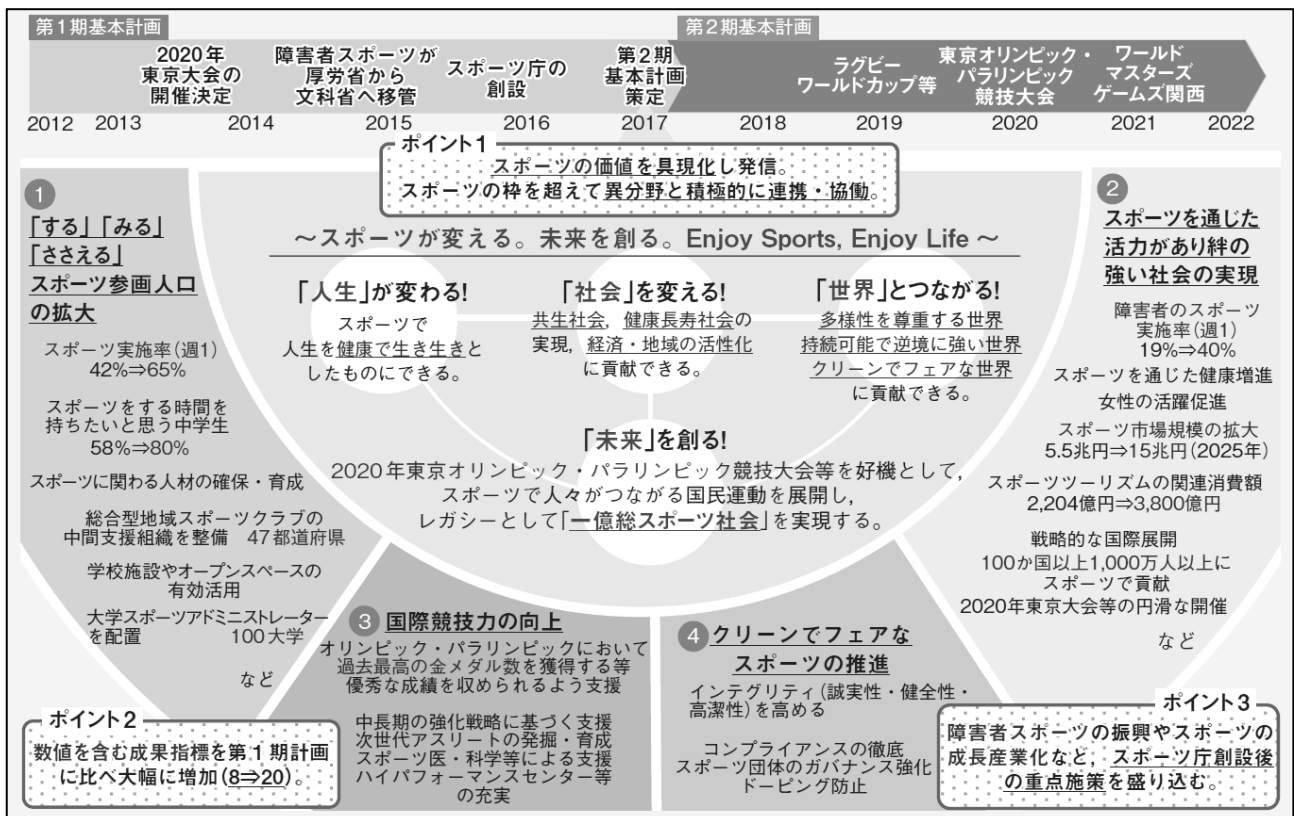 第1期基本計画
第2期基本計画
2020年
東京大会の
開催決定
障害者スポーツが
厚労省から
文科省へ移管
スポーツ庁の
創設
第2期
基本計画
策定
ラグビー
ワールドカップ等
東京オリンピック・
パラリンピック
競技大会
ワールド
マスターズ
ゲームズ関西
2012 2013 2014 2015 2016 2017 2018 2019 2020 2021 2022
ポイント1
スポーツの価値を具現化し発信。
スポーツの枠を超えて異分野と積極的に連携・協働。
～スポーツが変える。未来を創る。Enjoy Sports, Enjoy Life～
「人生」が変わる!
スポーツで
人生を健康で生き生きと
したものにできる。
「社会」を変える!
共生社会，健康長寿社会の
実現，経済・地域の活性化
に貢献できる。
「世界」とつながる!
多様性を尊重する世界
持続可能で逆境に強い世界
クリーンでフェアな世界
に貢献できる。
「未来」を創る!
2020年東京オリンピック・パラリンピック競技大会等を好機として，
スポーツで人々がつながる国民運動を展開し，
レガシーとして「一億総スポーツ社会」を実現する。
1
「する」「みる」
「ささえる」
スポーツ参画人口
の拡大
スポーツ実施率(週1)
42%⇒65%
スポーツをする時間を
持ちたいと思う中学生
58%⇒80%
スポーツに関わる人材の確保・育成
総合型地域スポーツクラブの
中間支援組織を整備 47都道府県
学校施設やオープンスペースの
有効活用
大学スポーツアドミニストレーター
を配置 100大学
など
2
スポーツを通じた
活力があり絆の
強い社会の実現
障害者のスポーツ
実施率(週1)
19%⇒40%
スポーツを通じた健康増進
女性の活躍促進
スポーツ市場規模の拡大
5.5兆円⇒15兆円(2025年)
スポーツツーリズムの関連消費額
2,204億円⇒3,800億円
戦略的な国際展開
100か国以上1,000万人以上に
スポーツで貢献
2020年東京大会等の円滑な開催
など
3 国際競技力の向上
オリンピック・パラリンピックにおいて
過去最高の金メダル数を獲得する等
優秀な成績を収められるよう支援
中長期の強化戦略に基づく支援
次世代アスリートの発掘・育成
スポーツ医・科学等による支援
ハイパフォーマンスセンター等
の充実
4 クリーンでフェアな
スポーツの推進
インテグリティ(誠実性・健全性・
高潔性)を高める
コンプライアンスの徹底
スポーツ団体のガバナンス強化
ドーピング防止
ポイント2
数値を含む成果指標を第1期計画
に比べ大幅に増加(8⇒20)。
ポイント3
障害者スポーツの振興やスポーツの
成長産業化など，スポーツ庁創設後
の重点施策を盛り込む。